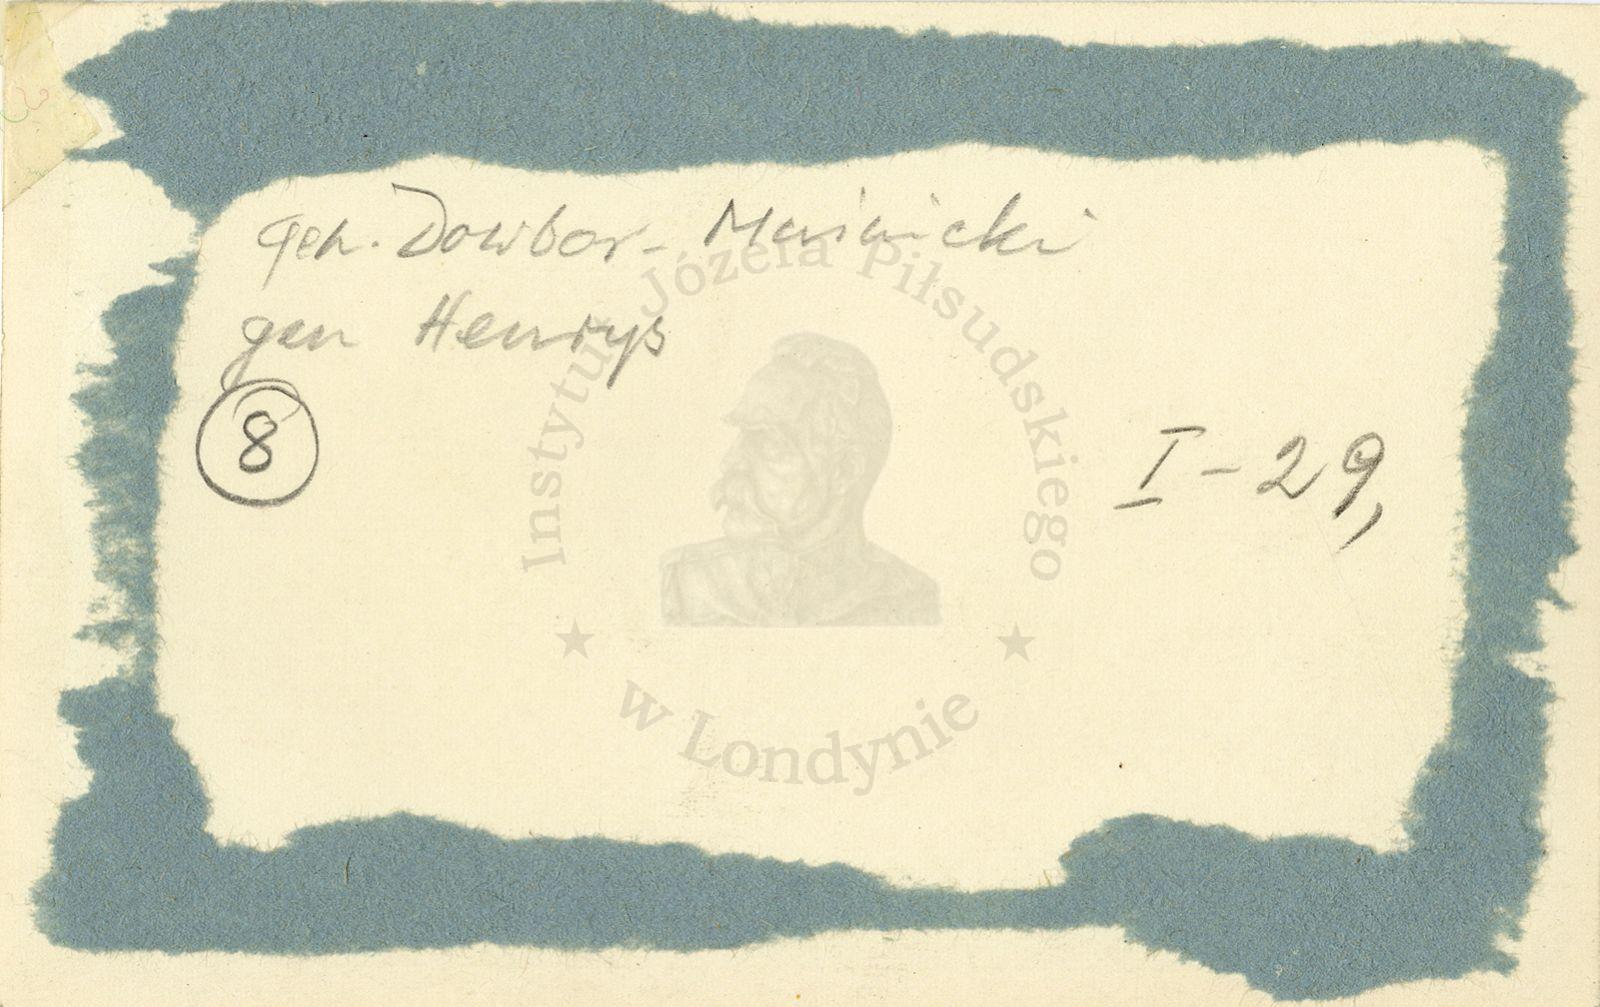 gen. Dowbor-Muśnicki
gen Henrys
8
I-29,
Instytut Józefa Piłsudskiego
★ w Londynie ★